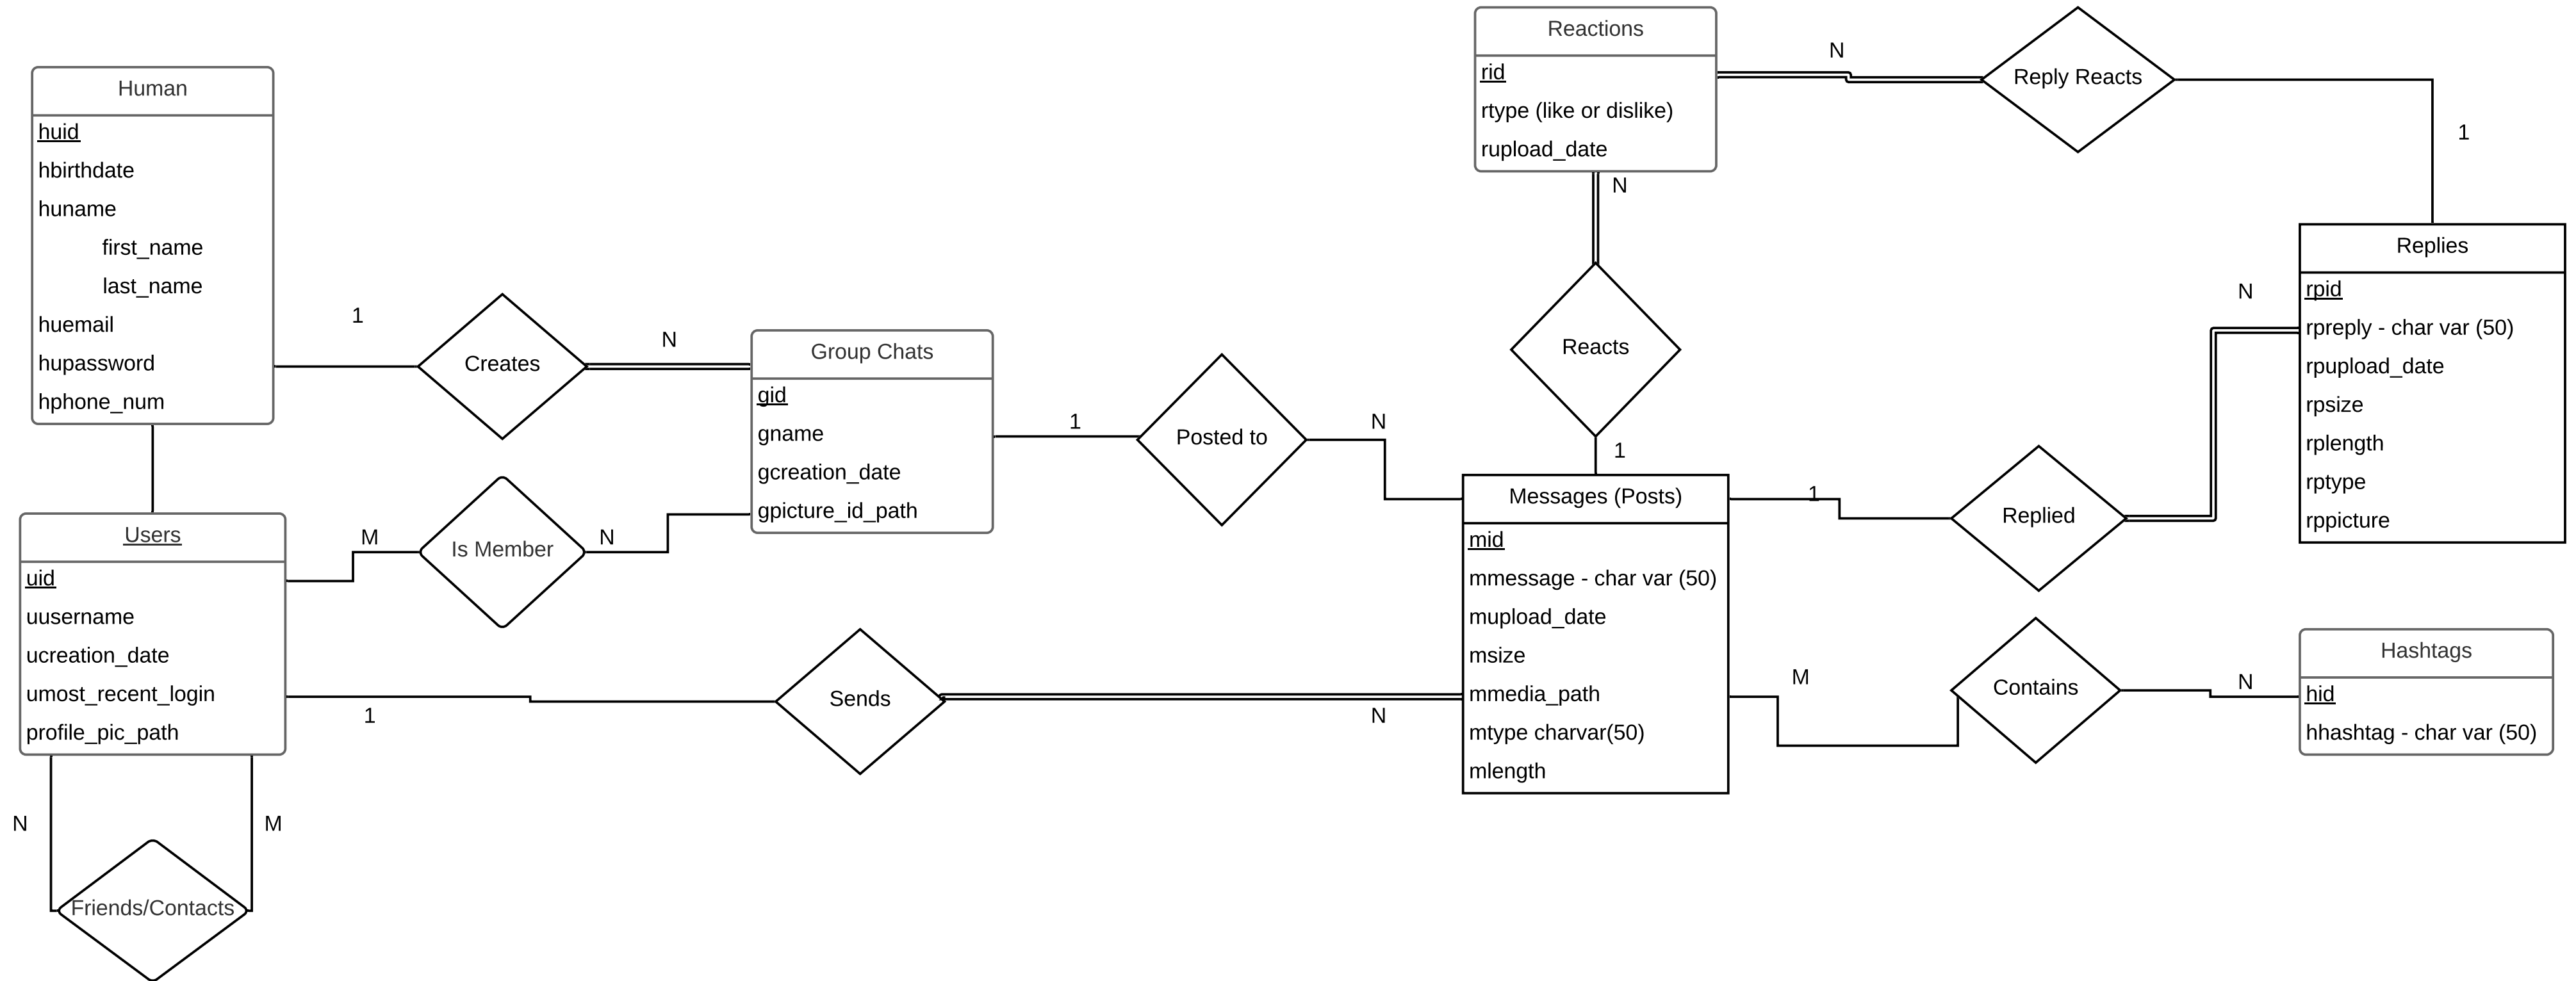 Human
huid
hbirthdate
huname
first_name
last_name
huemail
hupassword
hphone_num
Users
uid
uusername
ucreation_date
umost_recent_login
profile_pic_path
N
M
Friends/Contacts
1
Creates
N
M
Is Member
N
1
Sends
N
Group Chats
gid
gname
gcreation_date
gpicture_id_path
1
Posted to
N
Reactions
rid
rtype (like or dislike)
rupload_date
N
Reacts
1
Messages (Posts)
mid
mmessage - char var (50)
mupload_date
msize
mmedia_path
mtype charvar(50)
mlength
N
Reply Reacts
1
1
Replied
N
Replies
rpid
rpreply - char var (50)
rpupload_date
rpsize
rplength
rptype
rppicture
M
Contains
N
Hashtags
hid
hhashtag - char var (50)